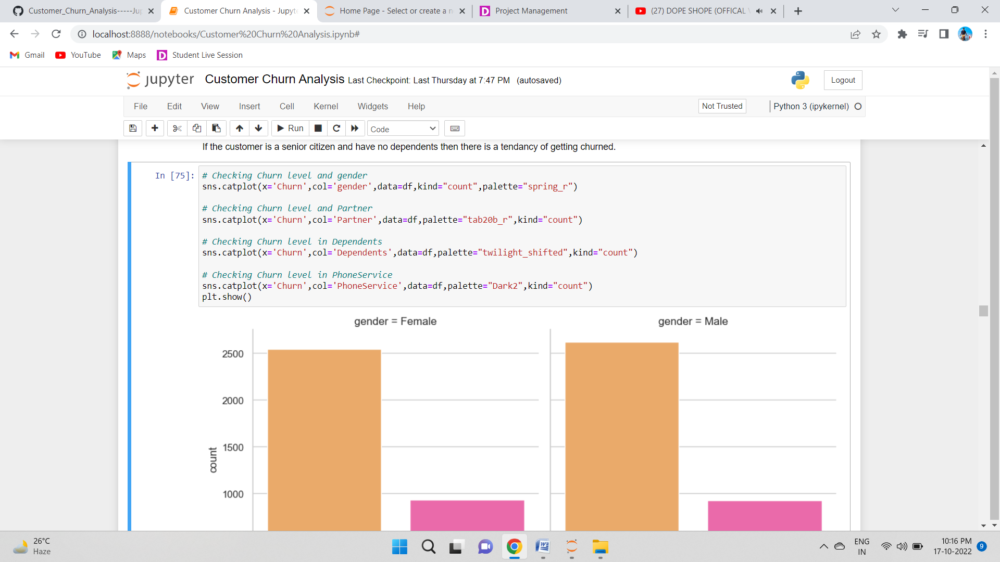 Customer_Churn_Analysis-----Ju
Customer Churn Analysis - Jupyt
Home Page - Select or create a n
Project Management
(27) DOPE SHOPE (OFFICAL
localhost:8888/notebooks/Customer%20Churn%20Analysis.ipynb#
Gmail YouTube Maps Student Live Session
jupyter Customer Churn Analysis Last Checkpoint: Last Thursday at 7:47 PM (autosaved) Logout
File Edit View Insert Cell Kernel Widgets Help Not Trusted Python 3 (ipykernel)
Run Code
If the customer is a senior citizen and have no dependents then there is a tendancy of getting churned.
In [75]: # Checking Churn level and gender
sns.catplot(x='Churn',col='gender',data=df,kind="count",palette="spring_r")
# Checking Churn level and Partner
sns.catplot(x='Churn',col='Partner',data=df,palette="tab20b_r",kind="count")
# Checking Churn level in Dependents
sns.catplot(x='Churn',col='Dependents',data=df,palette="twilight_shifted",kind="count")
# Checking Churn level in PhoneService
sns.catplot(x='Churn',col='PhoneService',data=df,palette="Dark2",kind="count")
plt.show()
gender = Female gender = Male
2500
2000
1500
count
1000
26°C
Haze
ENG
IN
10:16 PM
17-10-2022
9